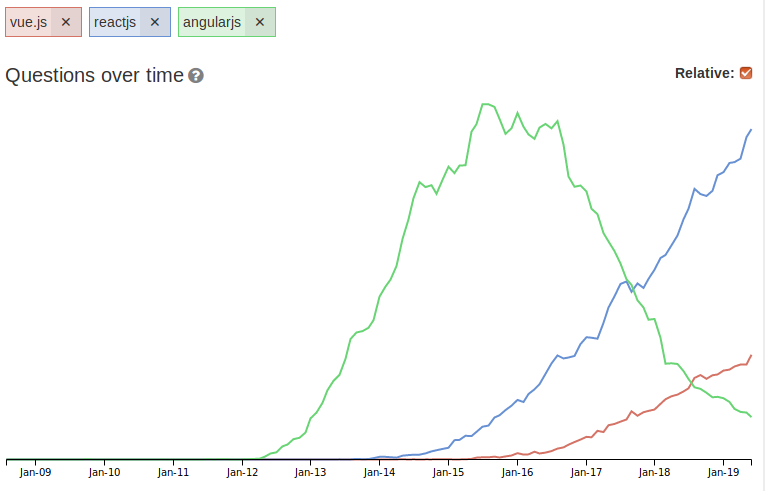 vue.js ✕ reactjs ✕ angularjs ✕
Questions over time ?
Relative:
Jan-09 Jan-10 Jan-11 Jan-12 Jan-13 Jan-14 Jan-15 Jan-16 Jan-17 Jan-18 Jan-19